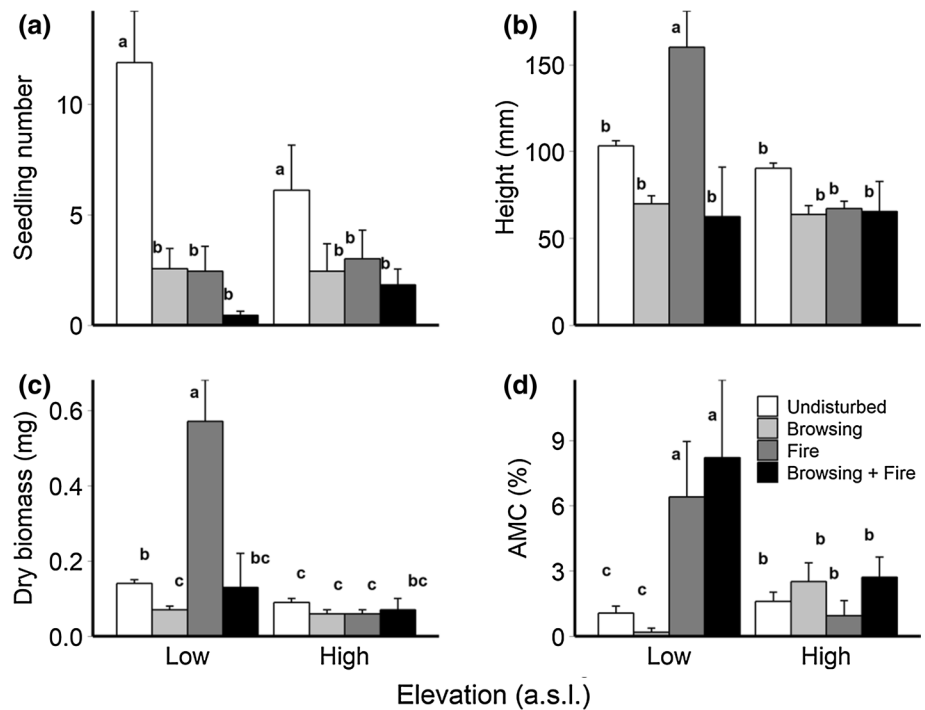 (a)
Seedling number
10
5
0
a
b
b
b
a
b
b
b
(b)
Height (mm)
150
100
50
0
b
b
a
b
b
b
b
b
(c)
Dry biomass (mg)
0.6
0.4
0.2
0.0
b
c
a
bc
c
c
c
bc
Low
High
(d)
AMC (%)
9
6
3
0
c
c
a
a
b
b
b
b
Undisturbed
Browsing
Fire
Browsing + Fire
Low
High
Elevation (a.s.l.)